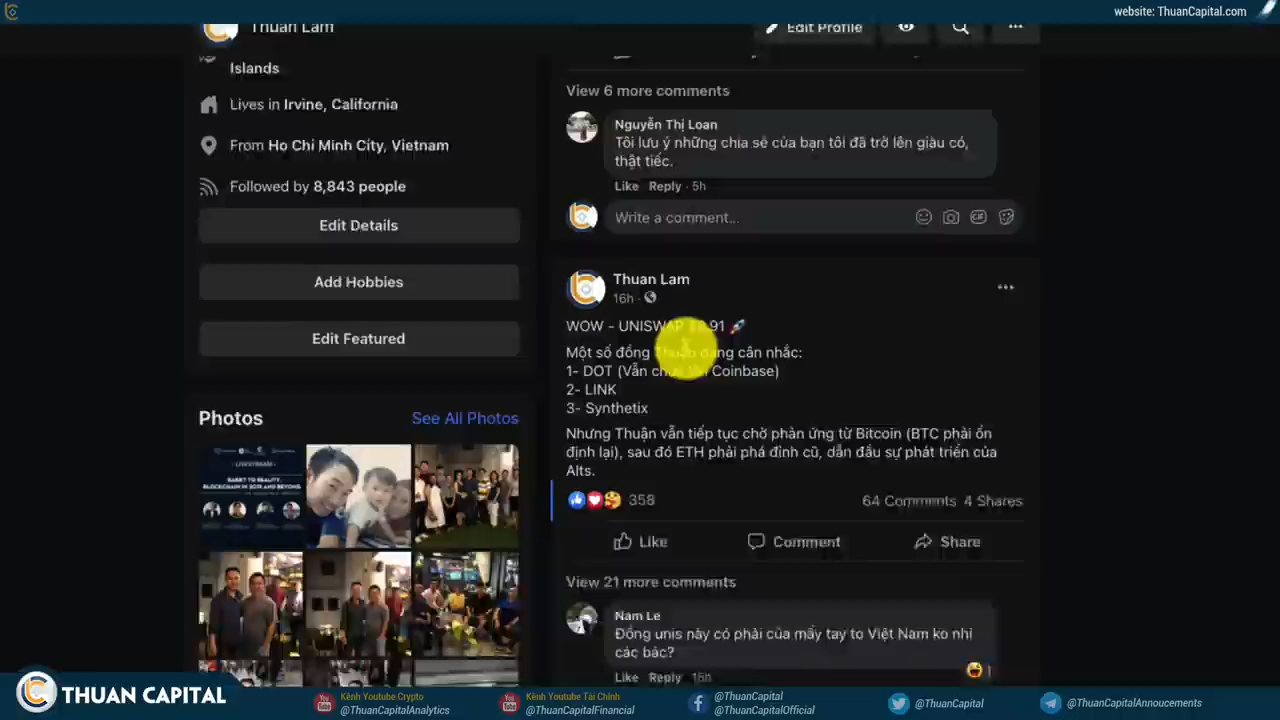 website: ThuanCapital.com
Thuan Lam
Edit Profile
Islands
Lives in Irvine, California
From Ho Chi Minh City, Vietnam
Followed by 8,843 people
Edit Details
Add Hobbies
Edit Featured
Photos
See All Photos
LIVESTREAM
View 6 more comments
Nguyễn Thị Loan
Tôi lưu ý những chia sẻ của bạn tôi đã trở lên giàu có,
thật tiếc.
Like Reply · 5h
Write a comment...
GIF
Thuan Lam
16h
WOW - UNISWAP
Một số đồng Thuận đang cân nhắc:
1- DOT (Vẫn chưa lên Coinbase)
2- LINK
3- Synthetix
Nhưng Thuận vẫn tiếp tục chờ phản ứng từ Bitcoin (BTC phải ổn
định lại), sau đó ETH phải phá đỉnh cũ, dẫn đầu sự phát triển của
Alts.
358
64 Comments 4 Shares
Like Comment Share
View 21 more comments
Nam Le
Đồng unis này có phải của mấy tay to Việt Nam ko nhỉ
các bác?
1
Like Reply
THUAN CAPITAL
Kênh Youtube Crypto
@ThuanCapitalAnalytics
Kênh Youtube Tài Chính
@ThuanCapitalFinancial
@ThuanCapital
@ThuanCapitalOfficial
@ThuanCapital
@ThuanCapitalAnnoucements